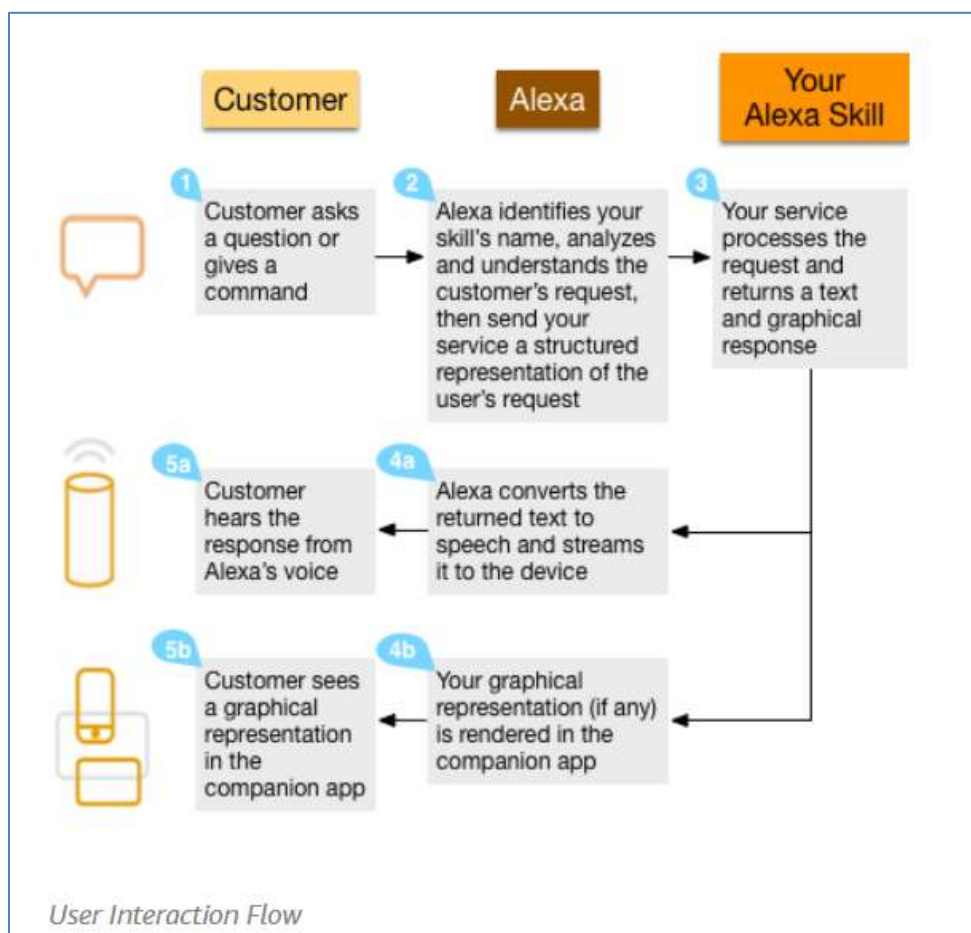 Customer
Alexa
Your
Alexa Skill
1
Customer asks
a question or
gives a
command
2
Alexa identifies your
skill's name, analyzes
and understands the
customer's request,
then send your
service a structured
representation of the
user's request
3
Your service
processes the
request and
returns a text
and graphical
response
5a
Customer
hears the
response from
Alexa's voice
4a
Alexa converts the
returned text to
speech and streams
it to the device
5b
Customer sees
a graphical
representation
in the
companion app
4b
Your graphical
representation (if any)
is rendered in the
companion app
User Interaction Flow